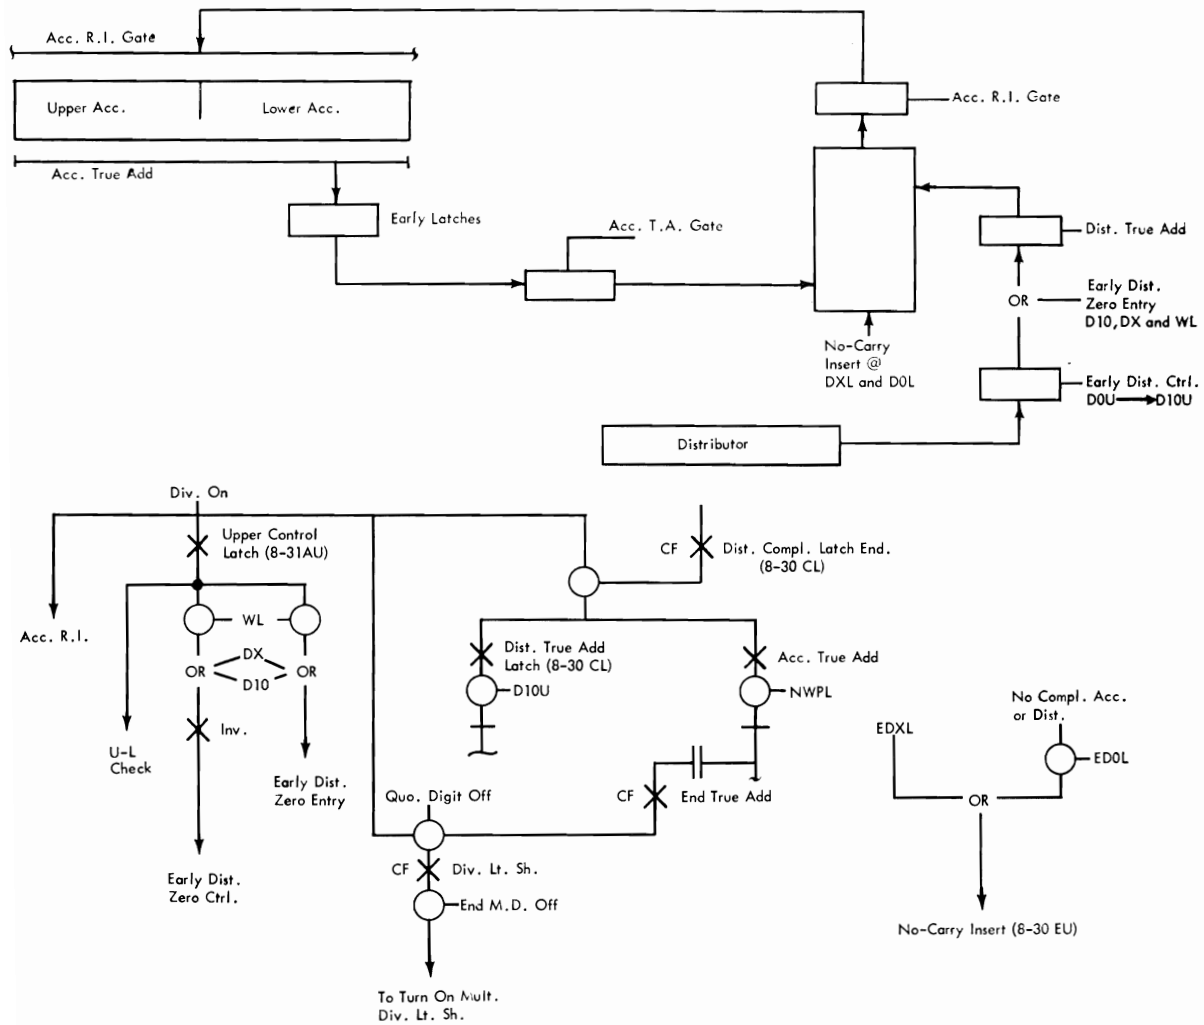 Acc. R.I. Gate
Upper Acc.
Lower Acc.
Acc. R.I. Gate
Acc. True Add
Early Latches
Acc. T.A. Gate
Dist. True Add
OR
Early Dist.
Zero Entry
D10, DX and WL
No-Carry
Insert @
DXL and D0L
Early Dist. Ctrl.
D0U D10U
Distributor
Div. On
Upper Control
Latch (8-31AU)
CF
Dist. Compl. Latch End.
(8-30 CL)
Acc. R.I.
WL
OR
DX
D10
OR
Dist. True Add
Latch (8-30 CL)
D10U
Acc. True Add
NWPL
Inv.
U-L
Check
Early Dist.
Zero Entry
No Compl. Acc.
or Dist.
EDXL
ED0L
OR
Quo. Digit Off
CF
End True Add
CF
Div. Lt. Sh.
Early Dist.
Zero Ctrl.
End M.D. Off
No-Carry Insert (8-30 EU)
To Turn On Mult.
Div. Lt. Sh.